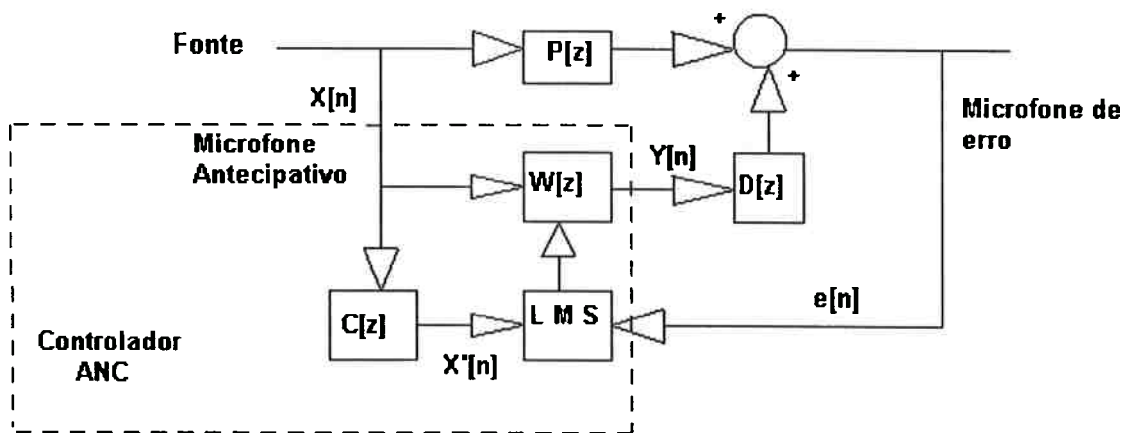 Fonte
P[z]
+
+
X[n]
Microfone de
erro
Microfone
Antecipativo
W[z]
Y[n]
D[z]
C[z]
X'[n]
L M S
e[n]
Controlador
ANC